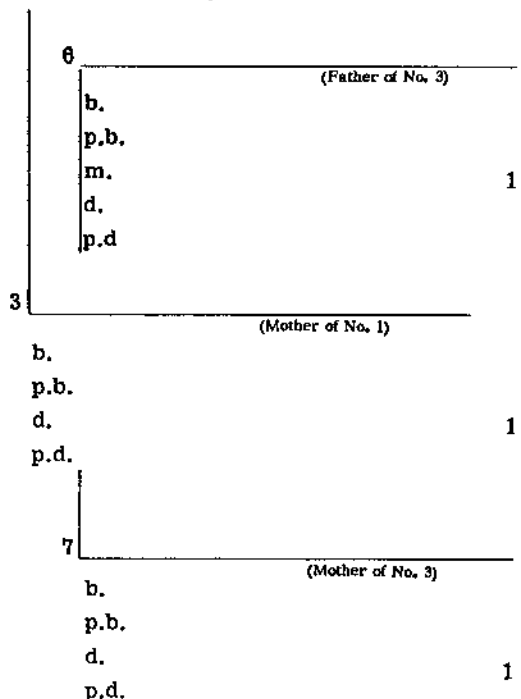 6
(Father of No. 3)
b.
p.b.
m.
1
d.
p.d
3
(Mother of No. 1)
b.
p.b.
d.
1
p.d.
7
(Mother of No. 3)
b.
p.b.
d.
1
p.d.